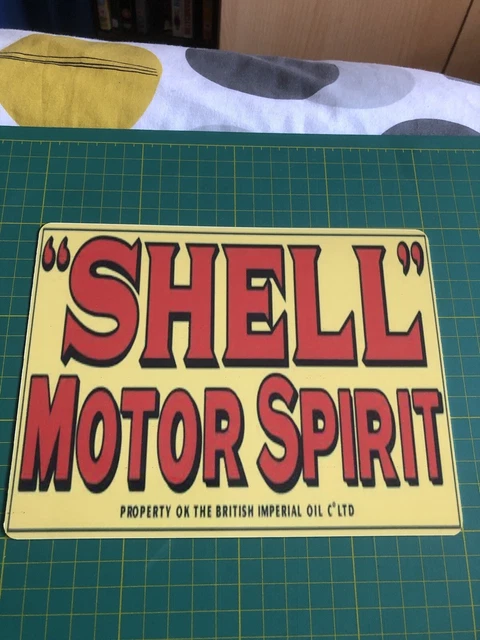 “SHELL”
MOTOR SPIRIT
PROPERTY OK THE BRITISH IMPERIAL OIL Cº LTD